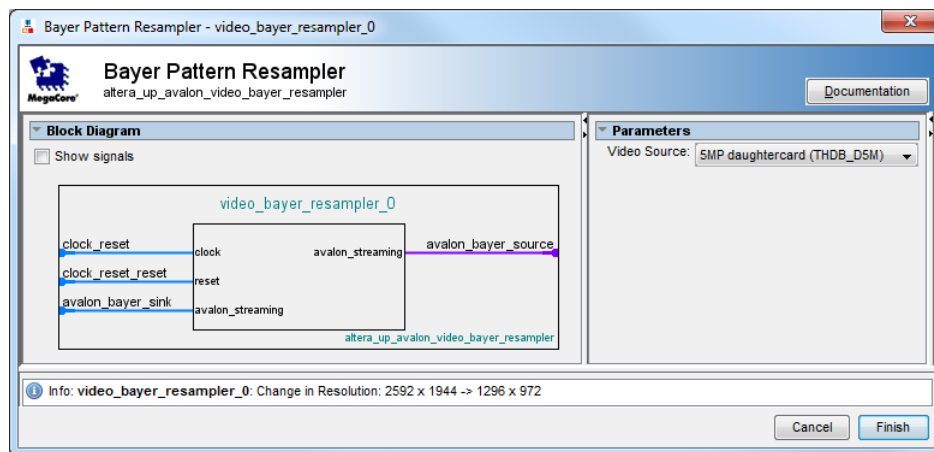 Bayer Pattern Resampler - video_bayer_resampler_0
MegaCore®
Bayer Pattern Resampler
altera_up_avalon_video_bayer_resampler
Documentation
Block Diagram
Show signals
video_bayer_resampler_0
clock_reset
clock
avalon_streaming
avalon_bayer_source
clock_reset_reset
reset
avalon_bayer_sink
avalon_streaming
altera_up_avalon_video_bayer_resampler
Parameters
Video Source: 5MP daughtercard (THDB_D5M)
Info: video_bayer_resampler_0: Change in Resolution: 2592 x 1944 -> 1296 x 972
Cancel Finish